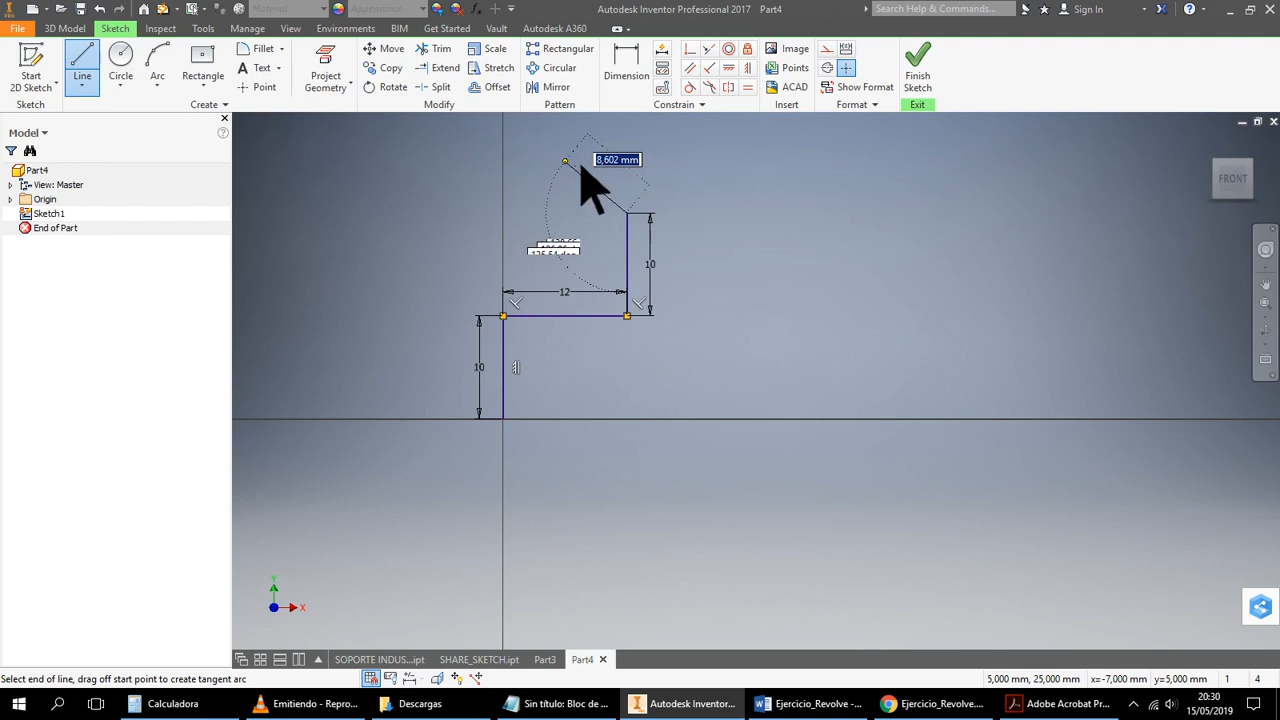 PRO
Material
Appearance
Autodesk Inventor Professional 2017 Part4
Search Help & Commands...
Sign In
File 3D Model Sketch Inspect Tools Manage View Environments BIM Get Started Vault Autodesk A360
Start
2D Sketch
Line
Circle
Arc
Rectangle
Fillet
Text
Point
Project
Geometry
Move
Copy
Rotate
Trim
Extend
Split
Scale
Stretch
Offset
Rectangular
Circular
Mirror
Dimension
Image
Points
ACAD
Show Format
Finish
Sketch
Sketch Create Modify Pattern Constrain Insert Format Exit
Model
Part4
View: Master
Origin
Sketch1
End of Part
8,602 mm
10
12
10
FRONT
Y
X
SOPORTE INDUS...ipt SHARE_SKETCH.ipt Part3 Part4
Select end of line, drag off start point to create tangent arc
5,000 mm, 25,000 mm x=-7,000 mm y=5,000 mm 1 4
Calculadora
Emitiendo - Repro...
Descargas
Sin título: Bloc de ...
Autodesk Inventor...
Ejercicio_Revolve -...
Ejercicio_Revolve....
Adobe Acrobat Pr...
20:30
15/05/2019